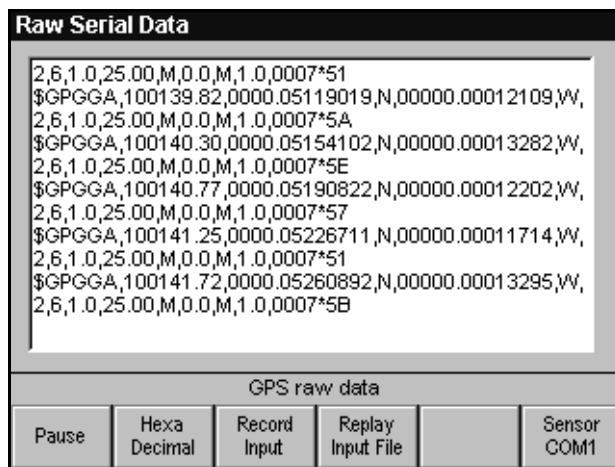 Raw Serial Data
2,6,1.0,25.00,M,0.0,M,1.0,0007*51
$GPGGA,100139.82,0000.05119019,N,00000.00012109,W,
2,6,1.0,25.00,M,0.0,M,1.0,0007*5A
$GPGGA,100140.30,0000.05154102,N,00000.00013282,W,
2,6,1.0,25.00,M,0.0,M,1.0,0007*5E
$GPGGA,100140.77,0000.05190822,N,00000.00012202,W,
2,6,1.0,25.00,M,0.0,M,1.0,0007*57
$GPGGA,100141.25,0000.05226711,N,00000.00011714,W,
2,6,1.0,25.00,M,0.0,M,1.0,0007*51
$GPGGA,100141.72,0000.05260892,N,00000.00013295,W,
2,6,1.0,25.00,M,0.0,M,1.0,0007*5B
GPS raw data
Pause
Hexa
Decimal
Record
Input
Replay
Input File
Sensor
COM1